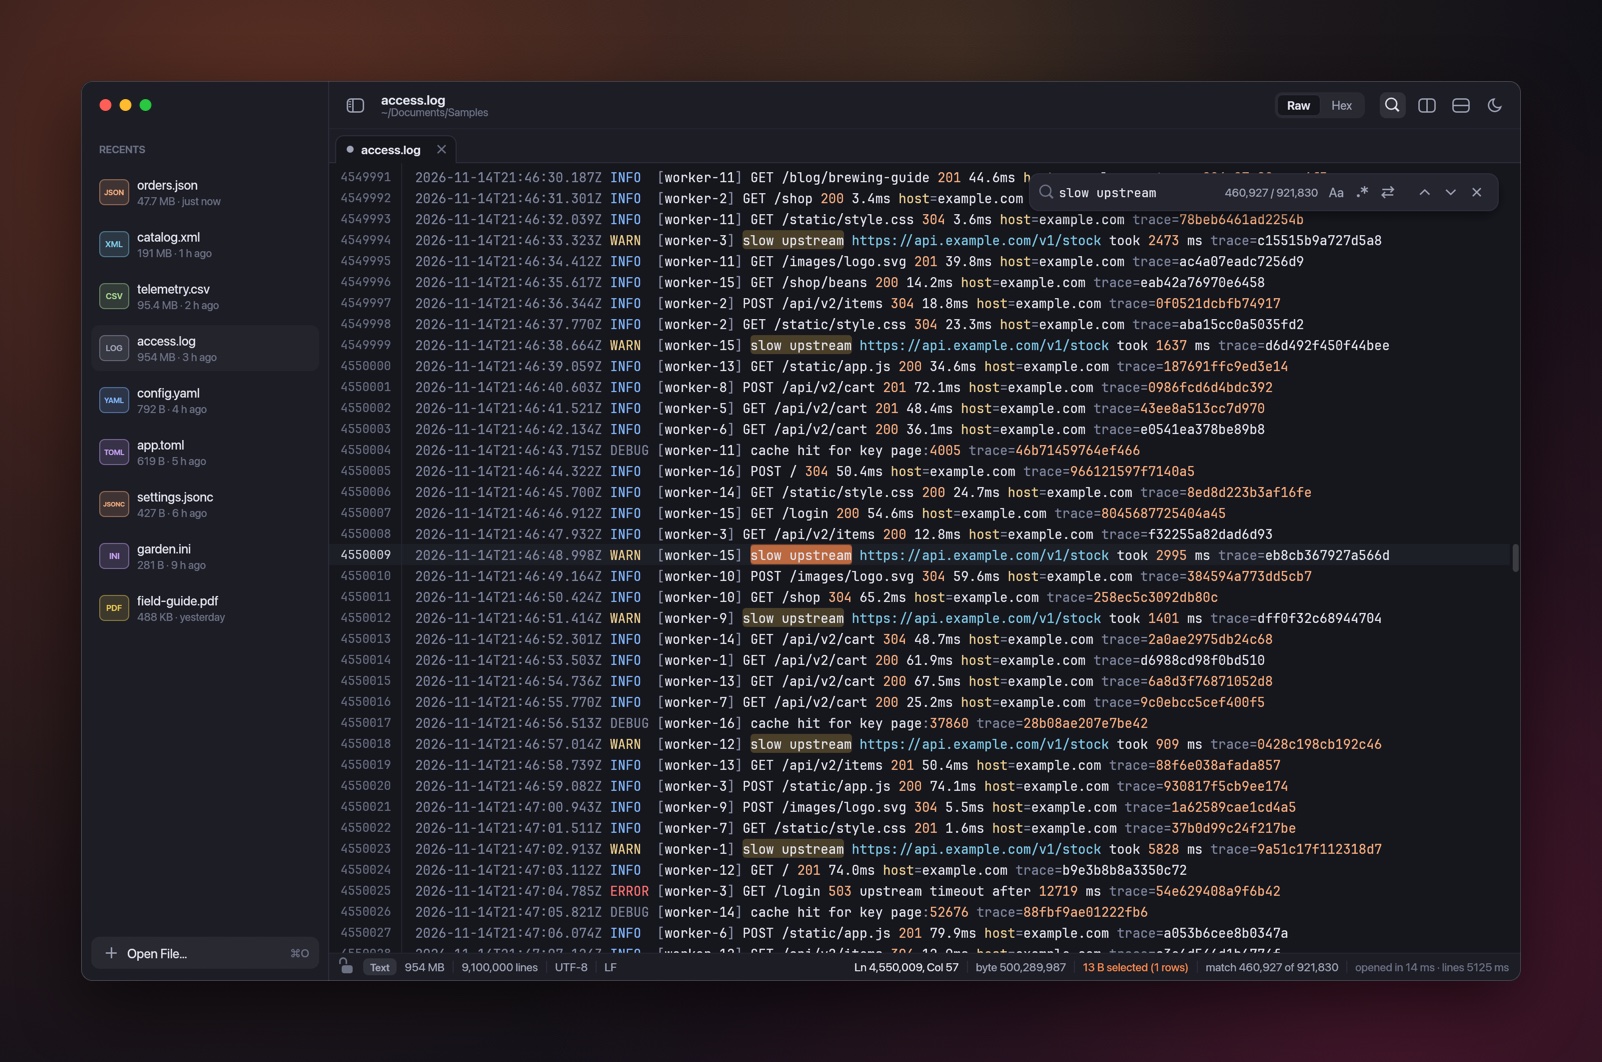 access.log
~/Documents/Samples
Raw
Hex
RECENTS
JSON
orders.json
47.7 MB · just now
XML
catalog.xml
191 MB · 1 h ago
CSV
telemetry.csv
95.4 MB · 2 h ago
LOG
access.log
954 MB · 3 h ago
YAML
config.yaml
792 B · 4 h ago
TOML
app.toml
619 B · 5 h ago
JSONC
settings.jsonc
427 B · 6 h ago
INI
garden.ini
281 B · 9 h ago
PDF
field-guide.pdf
488 KB · yesterday
Open File... ⌘O
access.log
slow upstream 460,927 / 921,830 Aa .*
4549991 2026-11-14T21:46:30.187Z INFO [worker-11] GET /blog/brewing-guide 201 44.6ms
4549992 2026-11-14T21:46:31.301Z INFO [worker-2] GET /shop 200 3.4ms host=example.com
4549993 2026-11-14T21:46:32.039Z INFO [worker-11] GET /static/style.css 304 3.6ms host=example.com trace=78beb6461ad2254b
4549994 2026-11-14T21:46:33.323Z WARN [worker-3] slow upstream https://api.example.com/v1/stock took 2473 ms trace=c15515b9a727d5a8
4549995 2026-11-14T21:46:34.412Z INFO [worker-11] GET /images/logo.svg 201 39.8ms host=example.com trace=ac4a07eadc7256d9
4549996 2026-11-14T21:46:35.617Z INFO [worker-15] GET /shop/beans 200 14.2ms host=example.com trace=eab42a76970e6458
4549997 2026-11-14T21:46:36.344Z INFO [worker-2] POST /api/v2/items 304 18.8ms host=example.com trace=0f0521dcbfb74917
4549998 2026-11-14T21:46:37.770Z INFO [worker-2] GET /static/style.css 304 23.3ms host=example.com trace=aba15cc0a5035fd2
4549999 2026-11-14T21:46:38.664Z WARN [worker-15] slow upstream https://api.example.com/v1/stock took 1637 ms trace=d6d492f450f44bee
4550000 2026-11-14T21:46:39.059Z INFO [worker-13] GET /static/app.js 200 34.6ms host=example.com trace=187691ffc9ed3e14
4550001 2026-11-14T21:46:40.603Z INFO [worker-8] POST /api/v2/cart 201 72.1ms host=example.com trace=0986fcd6d4bdc392
4550002 2026-11-14T21:46:41.521Z INFO [worker-5] GET /api/v2/cart 201 48.4ms host=example.com trace=43ee8a513cc7d970
4550003 2026-11-14T21:46:42.134Z INFO [worker-6] GET /api/v2/cart 200 36.1ms host=example.com trace=e0541ea378be89b8
4550004 2026-11-14T21:46:43.715Z DEBUG [worker-11] cache hit for key page:4005 trace=46b71459764ef466
4550005 2026-11-14T21:46:44.322Z INFO [worker-16] POST / 304 50.4ms host=example.com trace=966121597f7140a5
4550006 2026-11-14T21:46:45.700Z INFO [worker-14] GET /static/style.css 200 24.7ms host=example.com trace=8ed8d223b3af16fe
4550007 2026-11-14T21:46:46.912Z INFO [worker-15] GET /login 200 54.6ms host=example.com trace=8045687725404a45
4550008 2026-11-14T21:46:47.932Z INFO [worker-3] GET /api/v2/items 200 12.8ms host=example.com trace=f32255a82dad6d93
4550009 2026-11-14T21:46:48.998Z WARN [worker-15] slow upstream https://api.example.com/v1/stock took 2995 ms trace=eb8cb367927a566d
4550010 2026-11-14T21:46:49.164Z INFO [worker-10] POST /images/logo.svg 304 59.6ms host=example.com trace=384594a773dd5cb7
4550011 2026-11-14T21:46:50.424Z INFO [worker-10] GET /shop 304 65.2ms host=example.com trace=258ec5c3092db80c
4550012 2026-11-14T21:46:51.414Z WARN [worker-9] slow upstream https://api.example.com/v1/stock took 1401 ms trace=dff0f32c68944704
4550013 2026-11-14T21:46:52.301Z INFO [worker-14] GET /api/v2/cart 304 48.7ms host=example.com trace=2a0ae2975db24c68
4550014 2026-11-14T21:46:53.503Z INFO [worker-1] GET /api/v2/cart 200 61.9ms host=example.com trace=d6988cd98f0bd510
4550015 2026-11-14T21:46:54.736Z INFO [worker-13] GET /api/v2/cart 200 67.5ms host=example.com trace=6a8d3f76871052d8
4550016 2026-11-14T21:46:55.770Z INFO [worker-7] GET /api/v2/cart 200 25.2ms host=example.com trace=9c0ebcc5cef400f5
4550017 2026-11-14T21:46:56.513Z DEBUG [worker-16] cache hit for key page:37860 trace=28b08ae207e7be42
4550018 2026-11-14T21:46:57.014Z WARN [worker-12] slow upstream https://api.example.com/v1/stock took 909 ms trace=0428c198cb192c46
4550019 2026-11-14T21:46:58.739Z INFO [worker-13] GET /api/v2/items 201 50.4ms host=example.com trace=88f6e038afada857
4550020 2026-11-14T21:46:59.082Z INFO [worker-3] POST /static/app.js 200 74.1ms host=example.com trace=930817f5cb9ee174
4550021 2026-11-14T21:47:00.943Z INFO [worker-9] POST /images/logo.svg 304 5.5ms host=example.com trace=1a62589cae1cd4a5
4550022 2026-11-14T21:47:01.511Z INFO [worker-7] GET /static/style.css 201 1.6ms host=example.com trace=37b0d99c24f217be
4550023 2026-11-14T21:47:02.913Z WARN [worker-1] slow upstream https://api.example.com/v1/stock took 5828 ms trace=9a51c17f112318d7
4550024 2026-11-14T21:47:03.112Z INFO [worker-12] GET / 201 74.0ms host=example.com trace=b9e3b8b8a3350c72
4550025 2026-11-14T21:47:04.785Z ERROR [worker-3] GET /login 503 upstream timeout after 12719 ms trace=54e629408a9f6b42
4550026 2026-11-14T21:47:05.821Z DEBUG [worker-14] cache hit for key page:52676 trace=88fbf9ae01222fb6
4550027 2026-11-14T21:47:06.074Z INFO [worker-6] POST /static/app.js 201 79.9ms host=example.com trace=a053b6cee8b0347a
Text 954 MB 9,100,000 lines UTF-8 LF Ln 4,550,009, Col 57 byte 500,289,987 13 B selected (1 rows) match 460,927 of 921,830 opened in 14 ms · lines 5125 ms